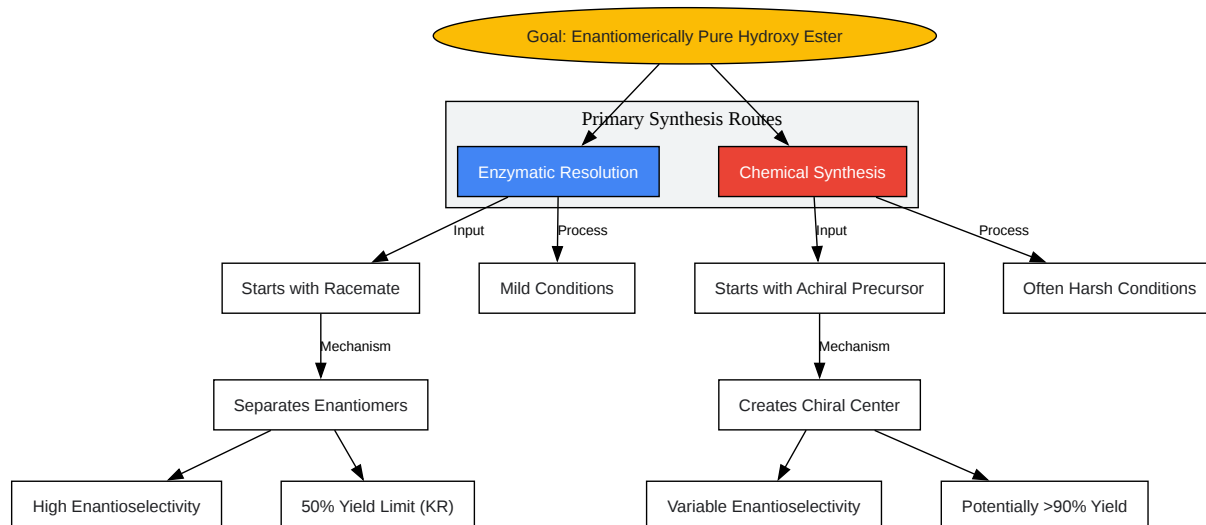 Goal: Enantiomerically Pure Hydroxy Ester
Primary Synthesis Routes
Enzymatic Resolution
Chemical Synthesis
Input
Process
Input
Process
Starts with Racemate
Mild Conditions
Starts with Achiral Precursor
Often Harsh Conditions
Mechanism
Mechanism
Separates Enantiomers
Creates Chiral Center
High Enantioselectivity
50% Yield Limit (KR)
Variable Enantioselectivity
Potentially >90% Yield